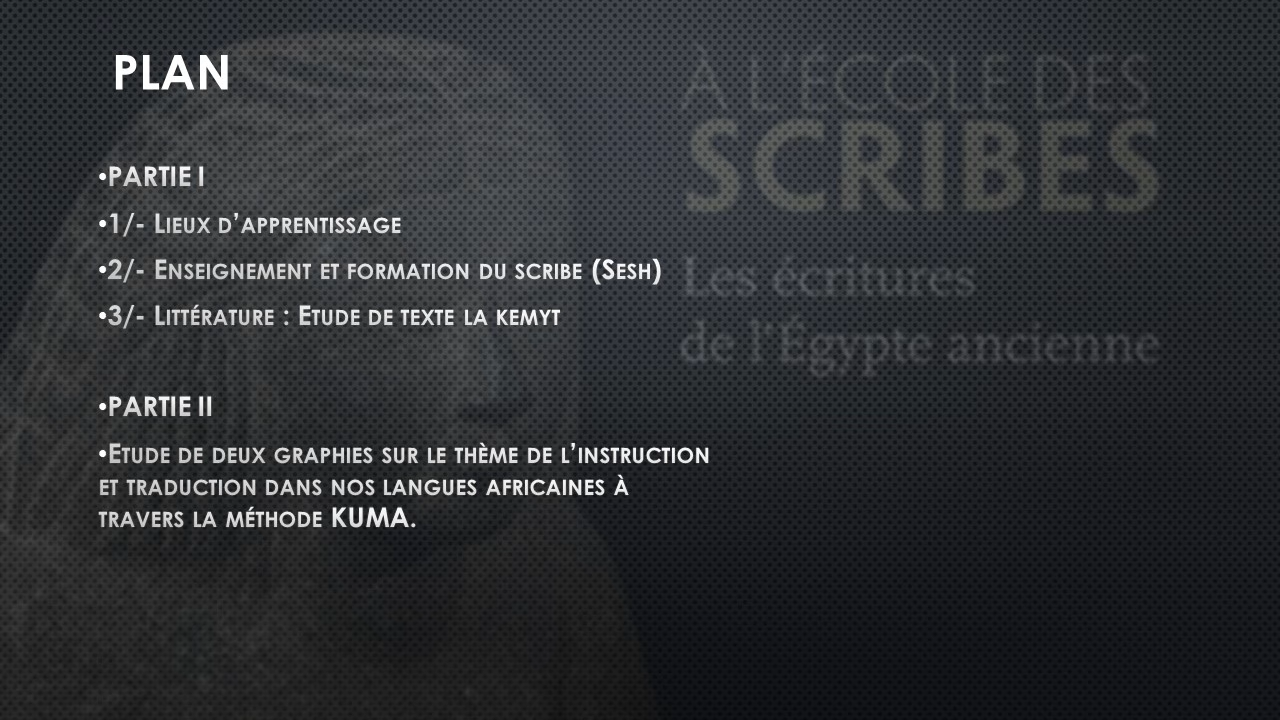 PLAN
•PARTIE I
•1/- LIEUX D’APPRENTISSAGE
•2/- ENSEIGNEMENT ET FORMATION DU SCRIBE (SESH)
•3/- LITTÉRATURE : ETUDE DE TEXTE LA KEMYT
•PARTIE II
•ETUDE DE DEUX GRAPHIES SUR LE THÈME DE L’INSTRUCTION
ET TRADUCTION DANS NOS LANGUES AFRICAINES À
TRAVERS LA MÉTHODE KUMA.
À L'ÉCOLE DES
SCRIBES
Les écritures
de l'Égypte ancienne